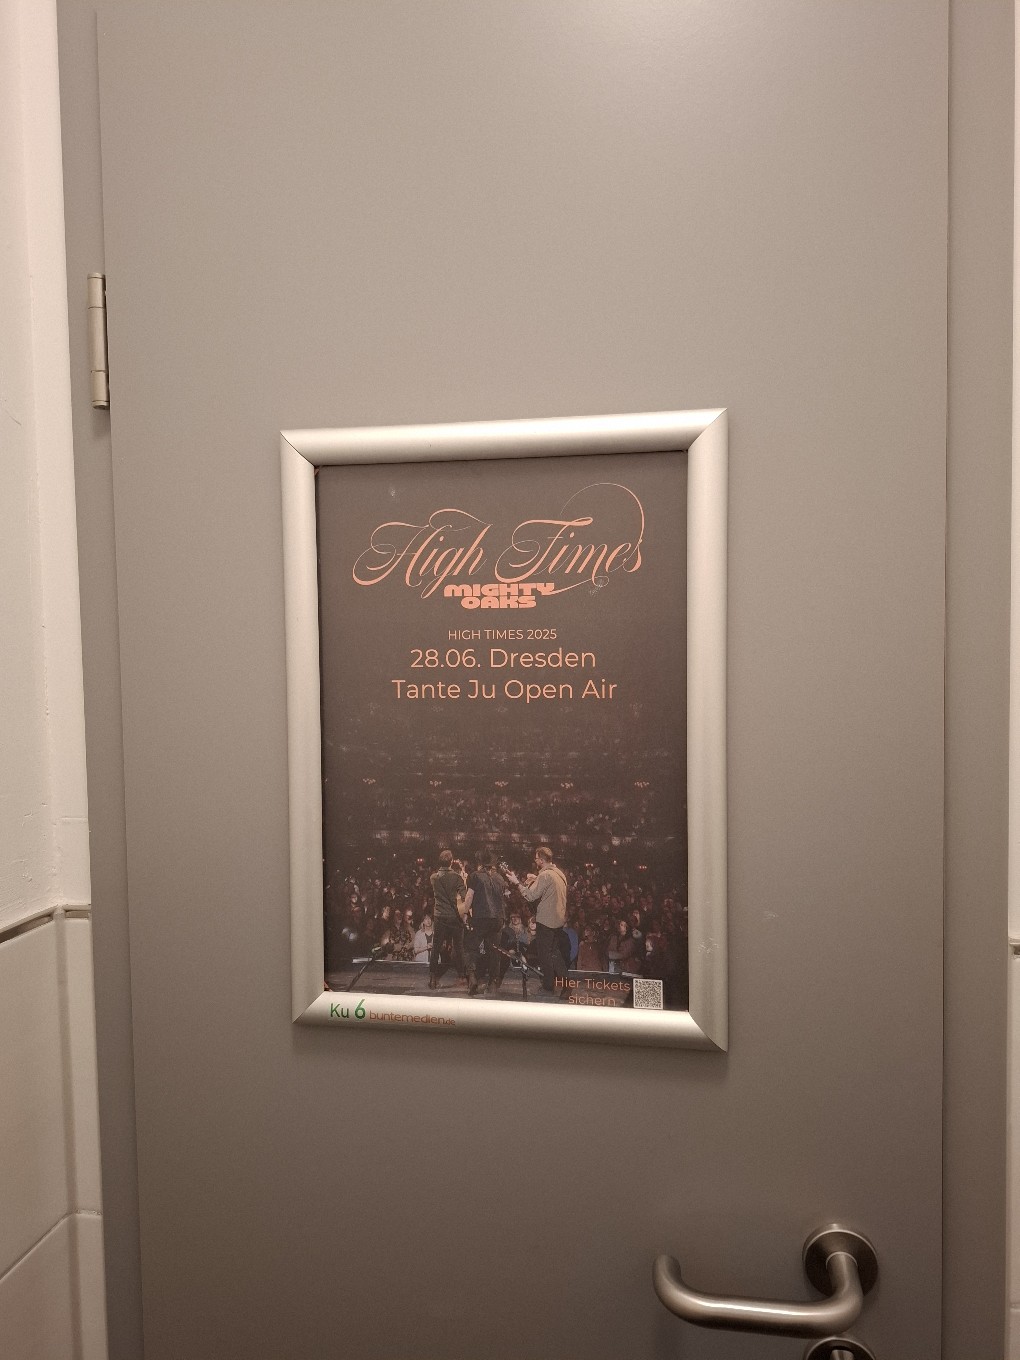 High Times
MIGHTY
OAKS
HIGH TIMES 2025
28.06. Dresden
Tante Ju Open Air
Hier Tickets
sichern
Ku 6 buntemedien.de